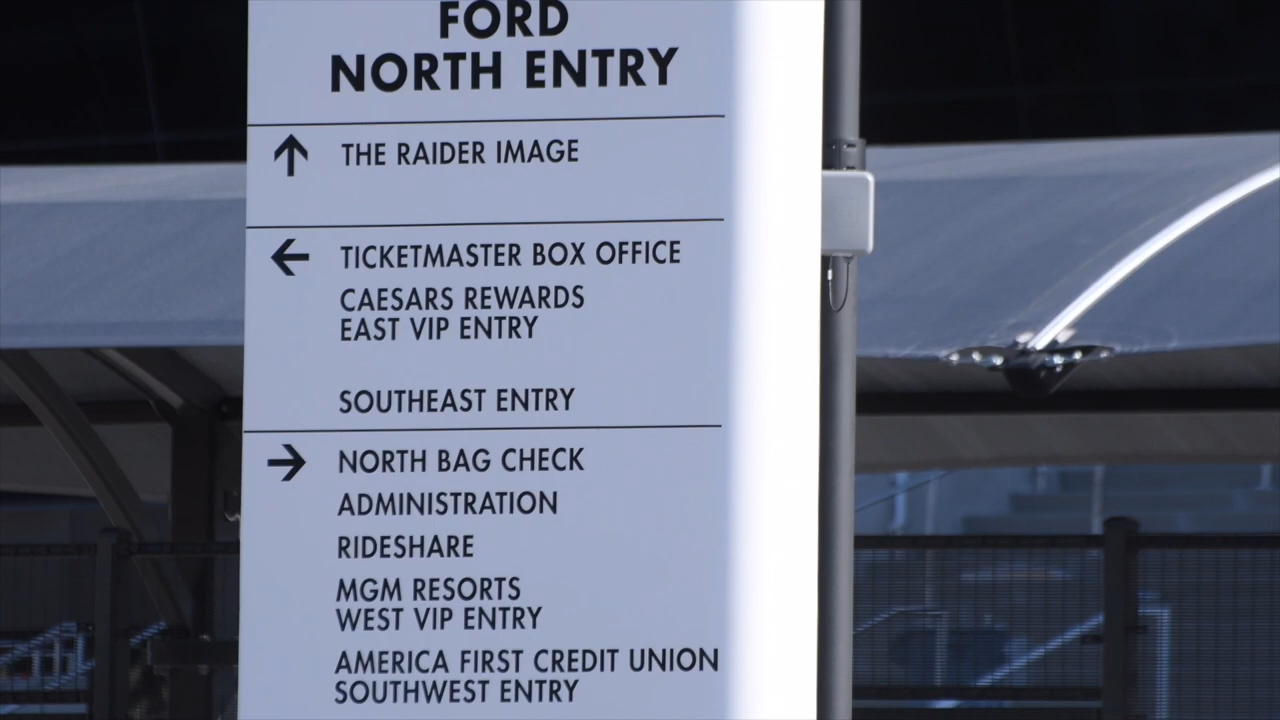 FORD
NORTH ENTRY
THE RAIDER IMAGE
TICKETMASTER BOX OFFICE
CAESARS REWARDS
EAST VIP ENTRY
SOUTHEAST ENTRY
NORTH BAG CHECK
ADMINISTRATION
RIDESHARE
MGM RESORTS
WEST VIP ENTRY
AMERICA FIRST CREDIT UNION
SOUTHWEST ENTRY